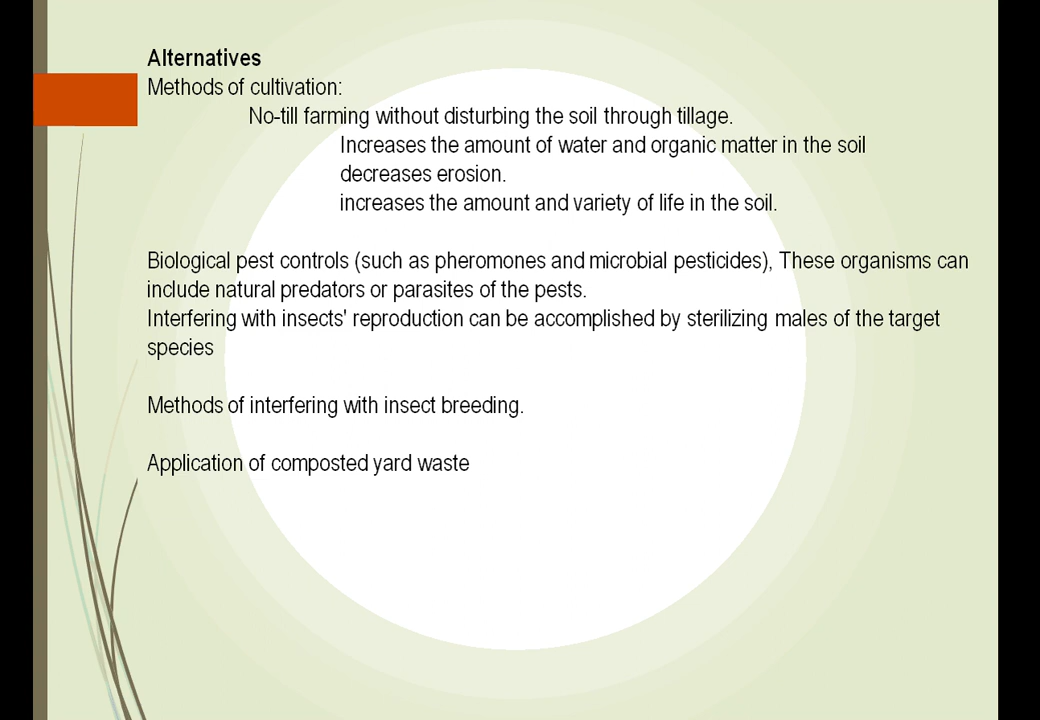 Alternatives
Methods of cultivation:
No-till farming without disturbing the soil through tillage.
Increases the amount of water and organic matter in the soil
decreases erosion.
increases the amount and variety of life in the soil.
Biological pest controls (such as pheromones and microbial pesticides), These organisms can
include natural predators or parasites of the pests.
Interfering with insects' reproduction can be accomplished by sterilizing males of the target
species
Methods of interfering with insect breeding.
Application of composted yard waste